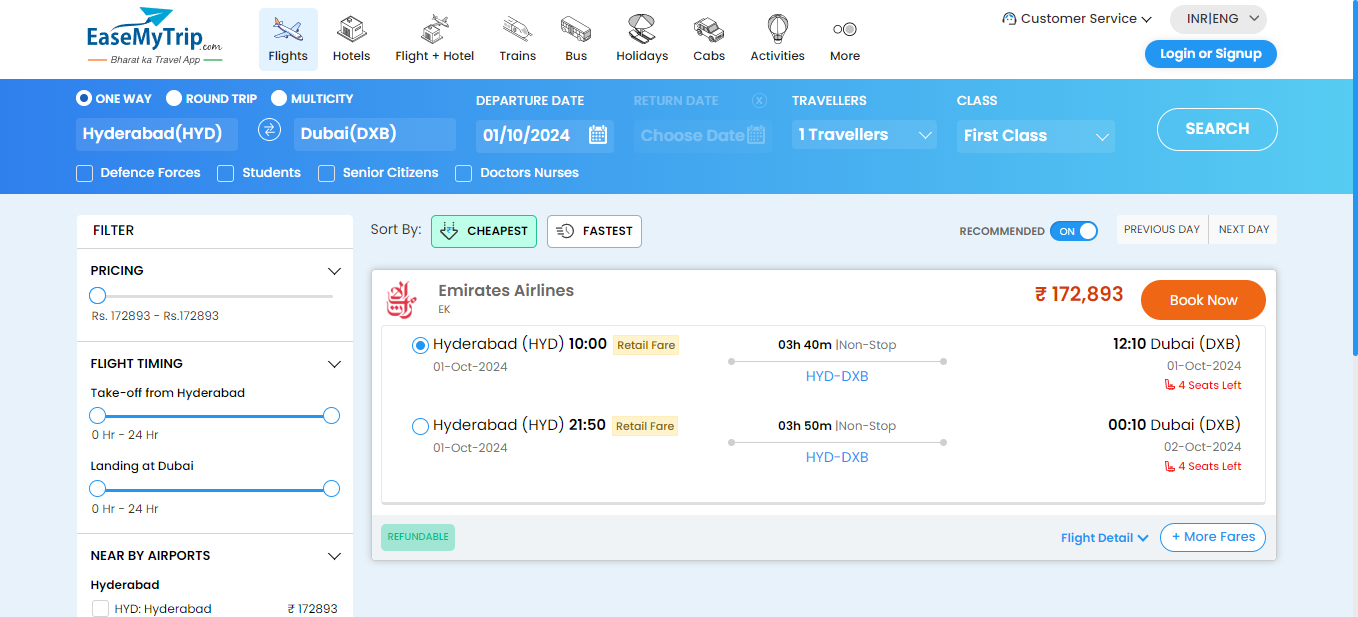 EaseMyTrip.com
Bharat ka Travel App
Flights
Hotels
Flight + Hotel
Trains
Bus
Holidays
Cabs
Activities
More
Customer Service
INR|ENG
Login or Signup
ONE WAY
ROUND TRIP
MULTICITY
Hyderabad(HYD)
Dubai(DXB)
DEPARTURE DATE
01/10/2024
RETURN DATE
X
Choose Date
TRAVELLERS
1 Travellers
CLASS
First Class
SEARCH
Defence Forces
Students
Senior Citizens
Doctors Nurses
FILTER
PRICING
Rs. 172893 - Rs.172893
FLIGHT TIMING
Take-off from Hyderabad
0 Hr - 24 Hr
Landing at Dubai
0 Hr - 24 Hr
NEAR BY AIRPORTS
Hyderabad
HYD: Hyderabad ₹ 172893
Sort By:
CHEAPEST
FASTEST
RECOMMENDED ON
PREVIOUS DAY
NEXT DAY
Emirates Airlines
EK
₹ 172,893
Book Now
Hyderabad (HYD) 10:00 Retail Fare
01-Oct-2024
03h 40m |Non-Stop
HYD-DXB
12:10 Dubai (DXB)
01-Oct-2024
4 Seats Left
Hyderabad (HYD) 21:50 Retail Fare
01-Oct-2024
03h 50m |Non-Stop
HYD-DXB
00:10 Dubai (DXB)
02-Oct-2024
4 Seats Left
REFUNDABLE
Flight Detail
+ More Fares